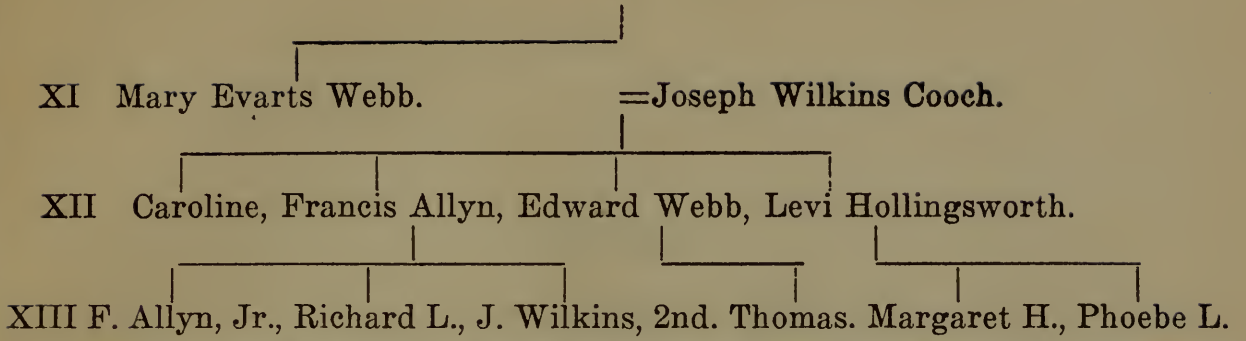 XI Mary Evarts Webb. =Joseph Wilkins Cooch.
XII Caroline, Francis Allyn, Edward Webb, Levi Hollingsworth.
XIII F. Allyn, Jr., Richard L., J. Wilkins, 2nd. Thomas. Margaret H., Phoebe L.